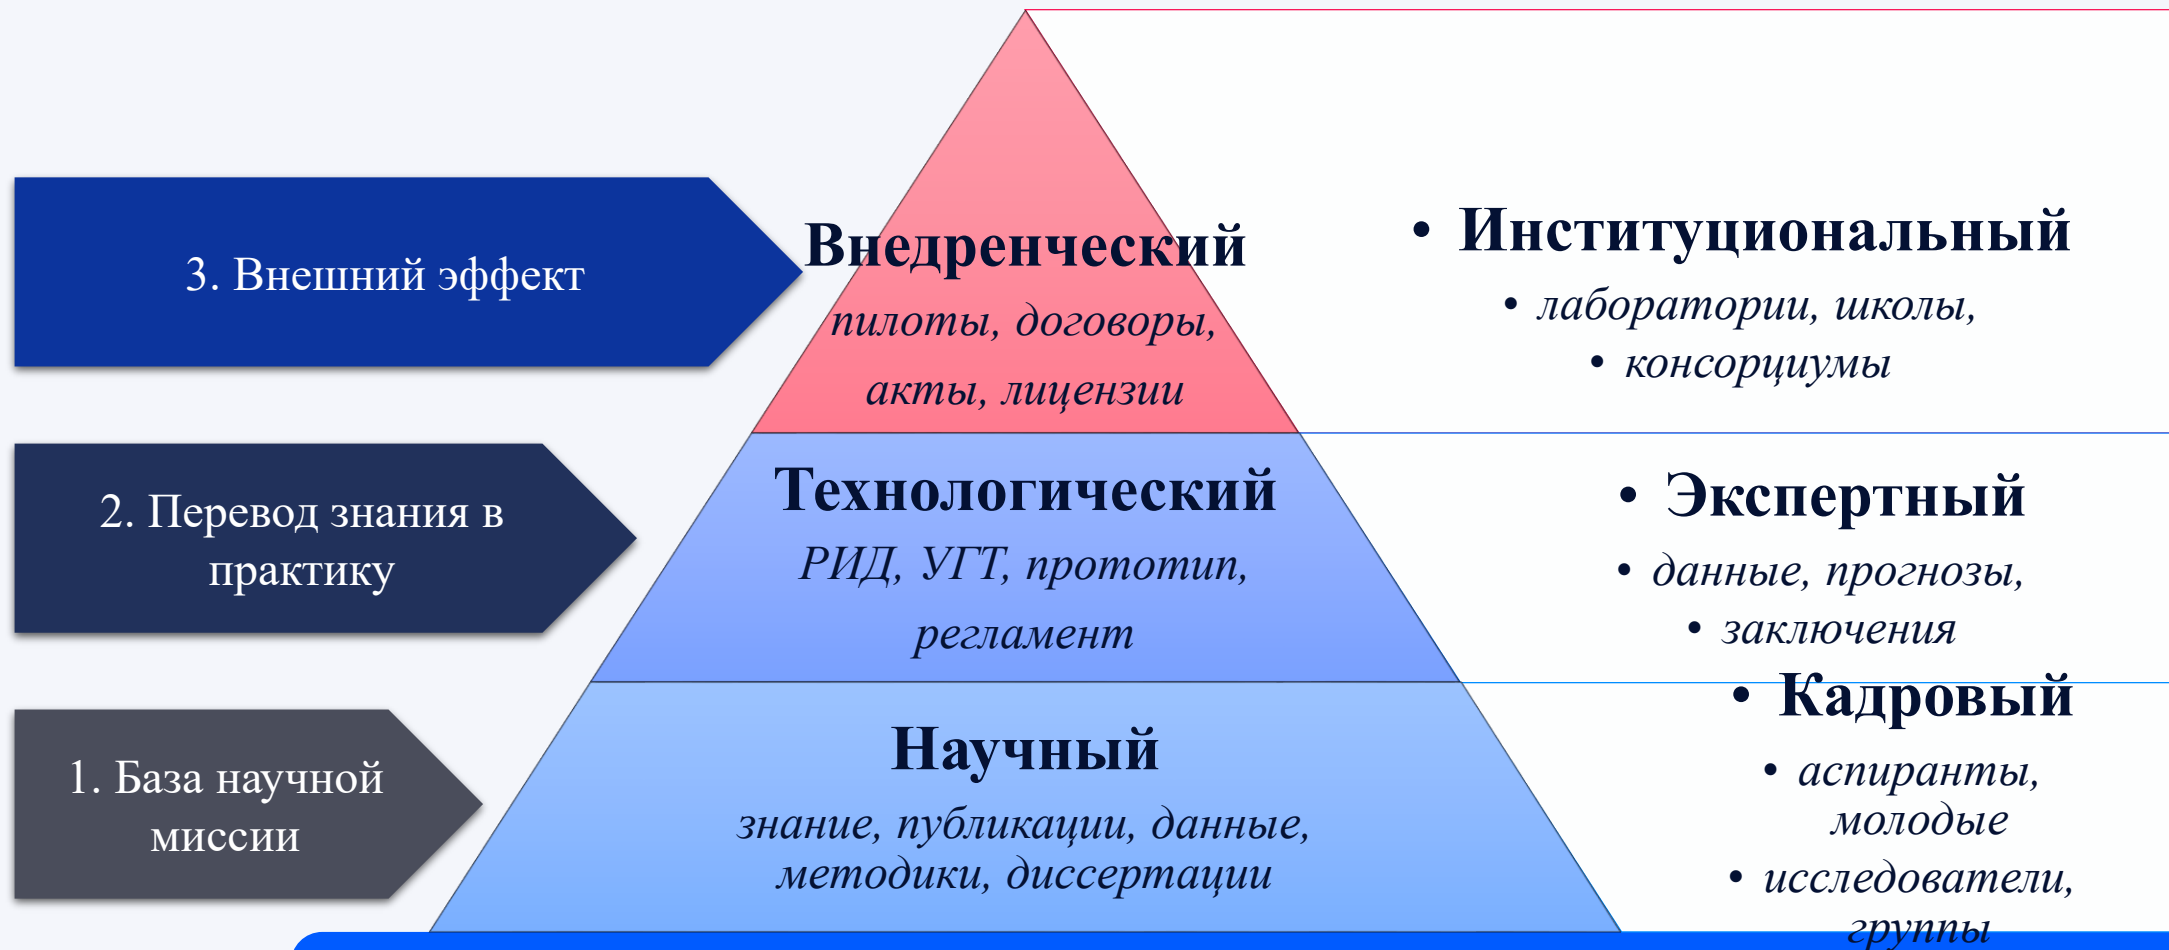 3. Внешний эффект
Внедренческий
пилоты, договоры,
акты, лицензии
• Институциональный
• лаборатории, школы,
• консорциумы
2. Перевод знания в
практику
Технологический
РИД, УГТ, прототип,
регламент
• Экспертный
• данные, прогнозы,
• заключения
1. База научной
миссии
Научный
знание, публикации, данные,
методики, диссертации
• Кадровый
• аспиранты,
молодые
• исследователи,
группы